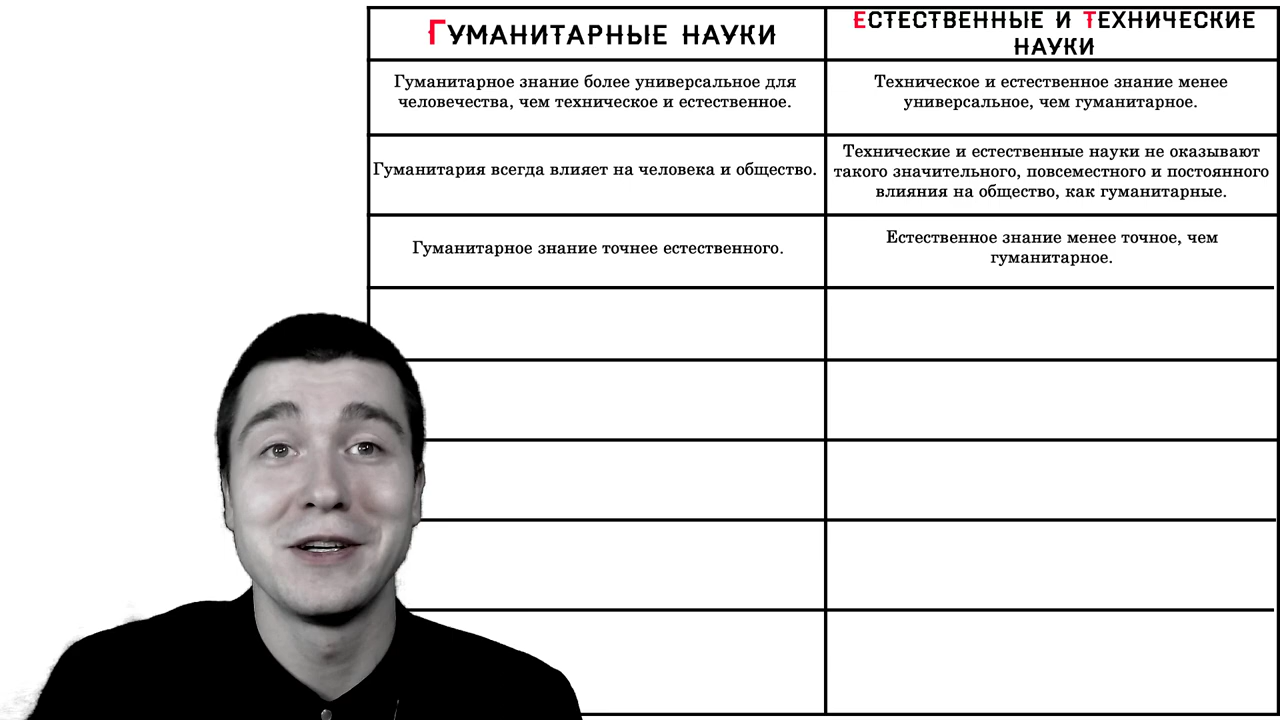 Гуманитарные науки
Естественные и Технические
науки
Гуманитарное знание более универсальное для
человечества, чем техническое и естественное.
Техническое и естественное знание менее
универсальное, чем гуманитарное.
Гуманитария всегда влияет на человека и общество.
Технические и естественные науки не оказывают
такого значительного, повсеместного и постоянного
влияния на общество, как гуманитарные.
Гуманитарное знание точнее естественного.
Естественное знание менее точное, чем
гуманитарное.